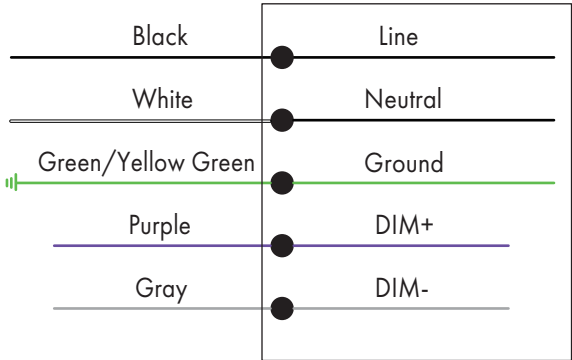 Black Line
White Neutral
Green/Yellow Green Ground
Purple DIM+
Gray DIM-